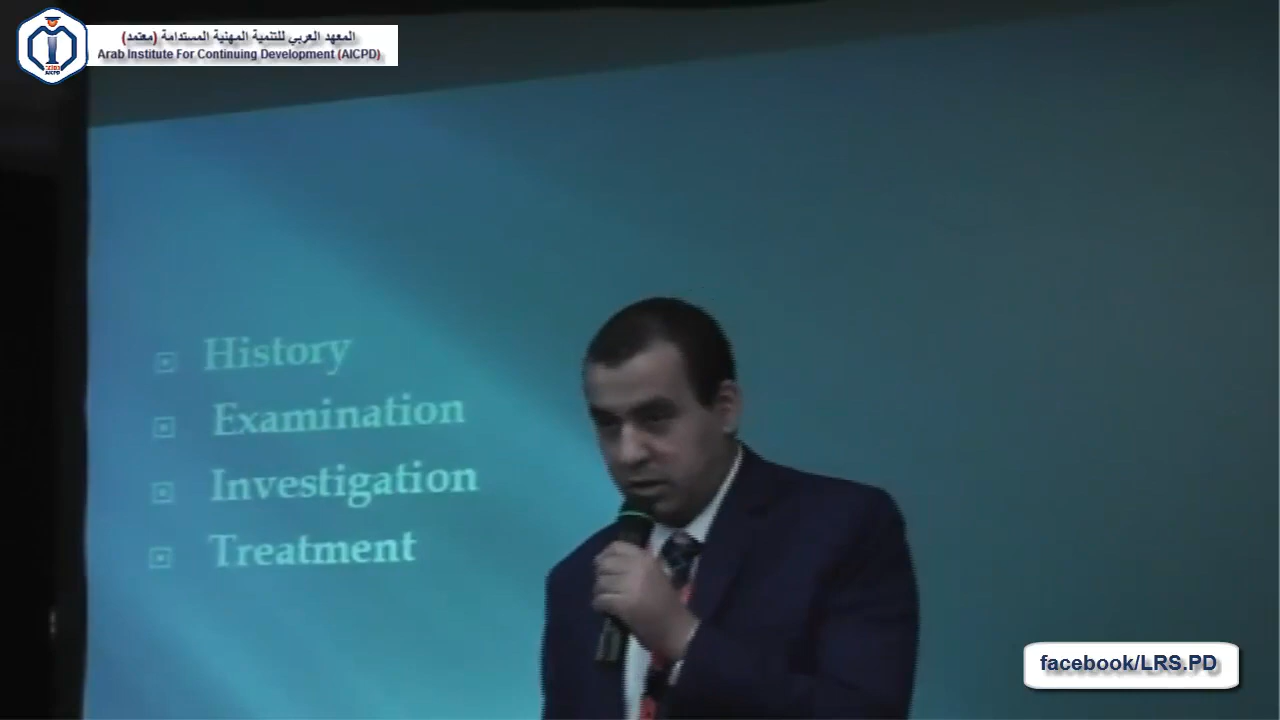 المعهد العربي للتنمية المهنية المستدامة (معتمد)
Arab Institute For Continuing Development (AICPD)
AICPD
History
Examination
Investigation
Treatment
facebook/LRS.PD